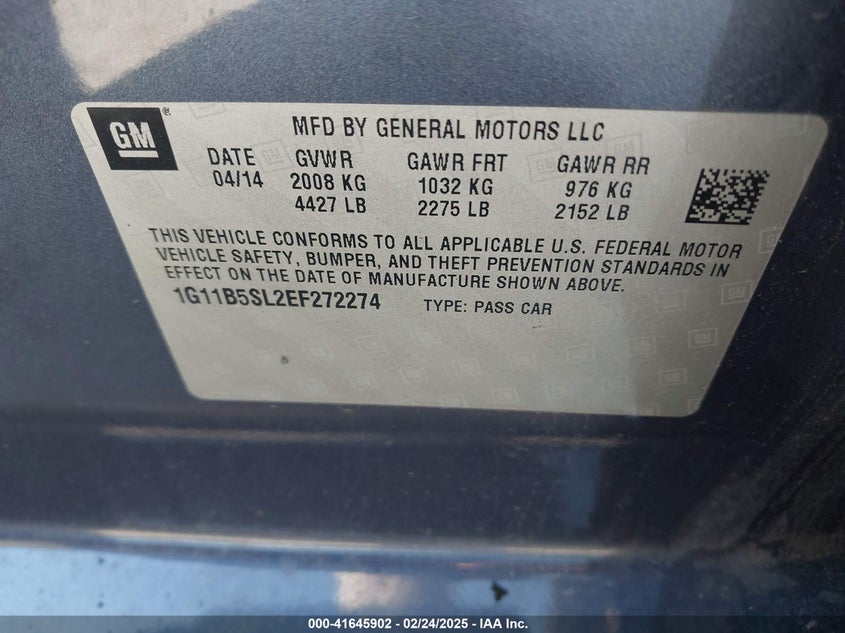 GM
MFD BY GENERAL MOTORS LLC
DATE GVWR GAWR FRT GAWR RR
04/14 2008 KG 1032 KG 976 KG
4427 LB 2275 LB 2152 LB
THIS VEHICLE CONFORMS TO ALL APPLICABLE U.S. FEDERAL MOTOR
VEHICLE SAFETY, BUMPER, AND THEFT PREVENTION STANDARDS IN
EFFECT ON THE DATE OF MANUFACTURE SHOWN ABOVE.
1G11B5SL2EF272274 TYPE: PASS CAR
000-41645902 - 02/24/2025 - IAA Inc.